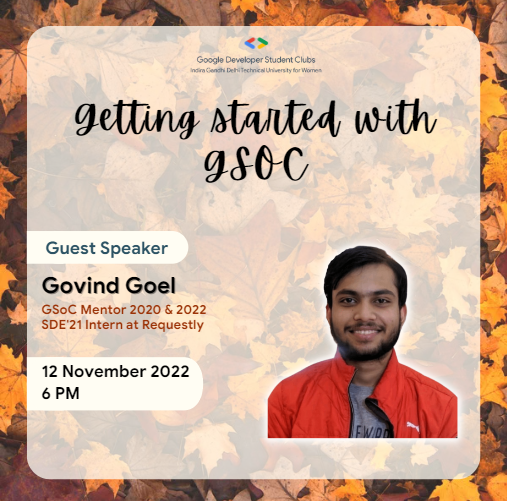 Google Developer Student Clubs
Indira Gandhi Delhi Technical University for Women
getting started with
GSOC
Guest Speaker
Govind Goel
GSoC Mentor 2020 & 2022
SDE'21 Intern at Requestly
12 November 2022
6 PM